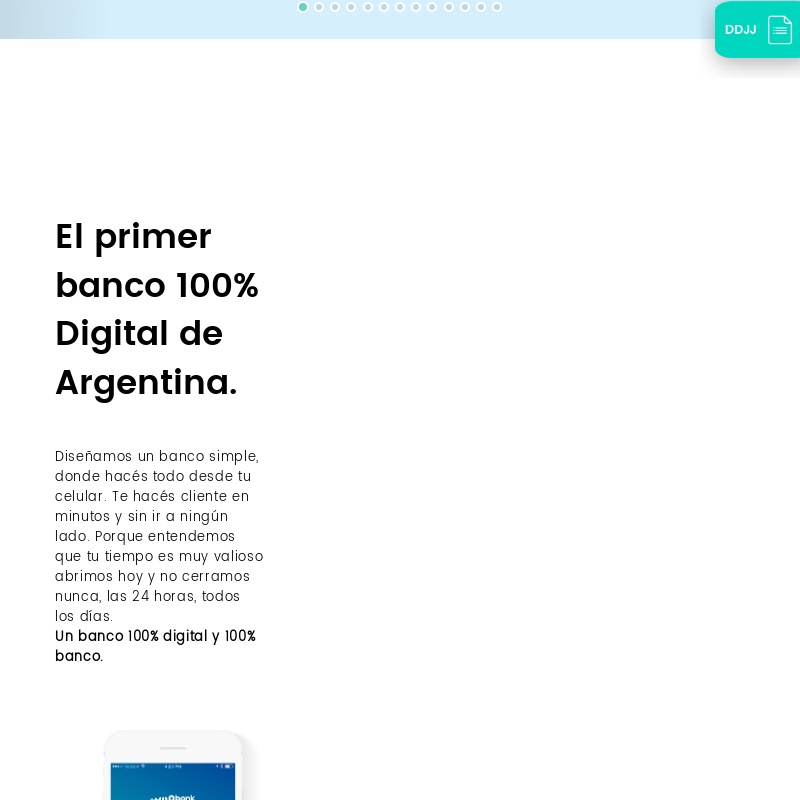 DDJJ
El primer
banco 100%
Digital de
Argentina.
Diseñamos un banco simple,
donde hacés todo desde tu
celular. Te hacés cliente en
minutos y sin ir a ningún
lado. Porque entendemos
que tu tiempo es muy valioso
abrimos hoy y no cerramos
nunca, las 24 horas, todos
los días.
Un banco 100% digital y 100%
banco.